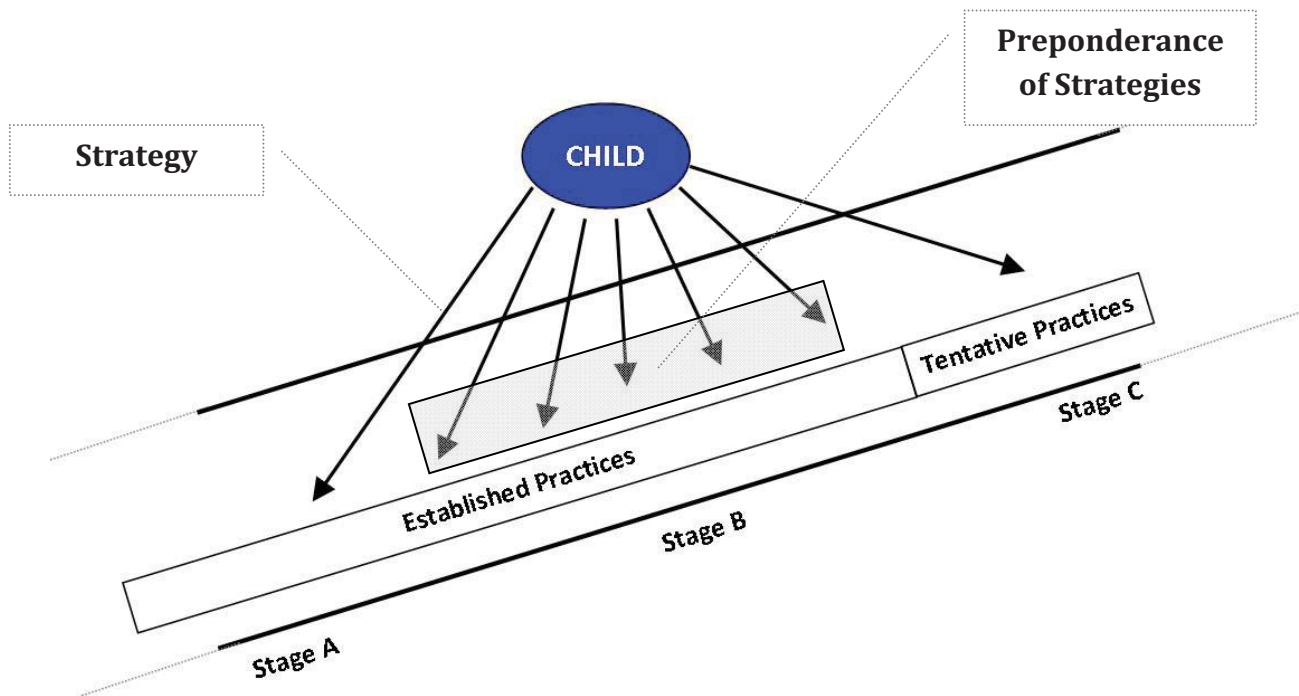 Preponderance
of Strategies
Strategy
CHILD
Tentative Practices
Established Practices
Stage C
Stage B
Stage A